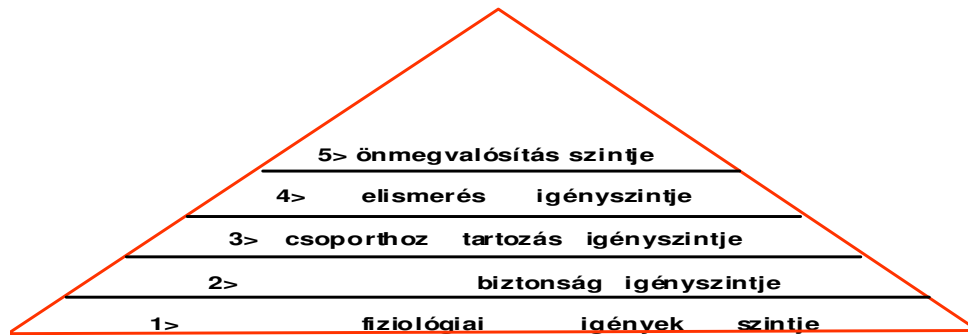 5> önmegvalósítás szintje
4> elismerés igényszintje
3> csoporthoz tartozás igényszintje
2> biztonság igényszintje
1> fiziológiai igények szintje